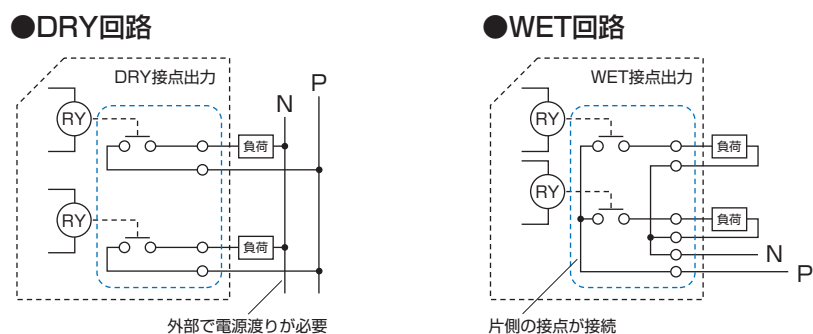 ●DRY回路
DRY接点出力
N
P
RY
負荷
RY
負荷
外部で電源渡りが必要
●WET回路
WET接点出力
RY
負荷
RY
負荷
N
P
片側の接点が接続